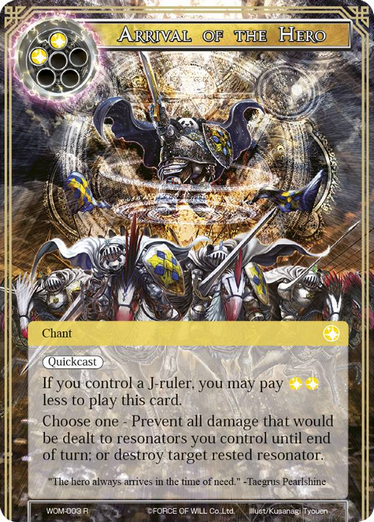 ARRIVAL OF THE HERO
Chant
Quickcast
If you control a J-ruler, you may pay
less to play this card.
Choose one - Prevent all damage that would
be dealt to resonators you control until end
of turn; or destroy target rested resonator.
"The hero always arrives in the time of need." -Taegrus Pearlshine
WOM-003 R ©FORCE OF WILL Co.,Ltd. Illust/Kusanagi Tyouen